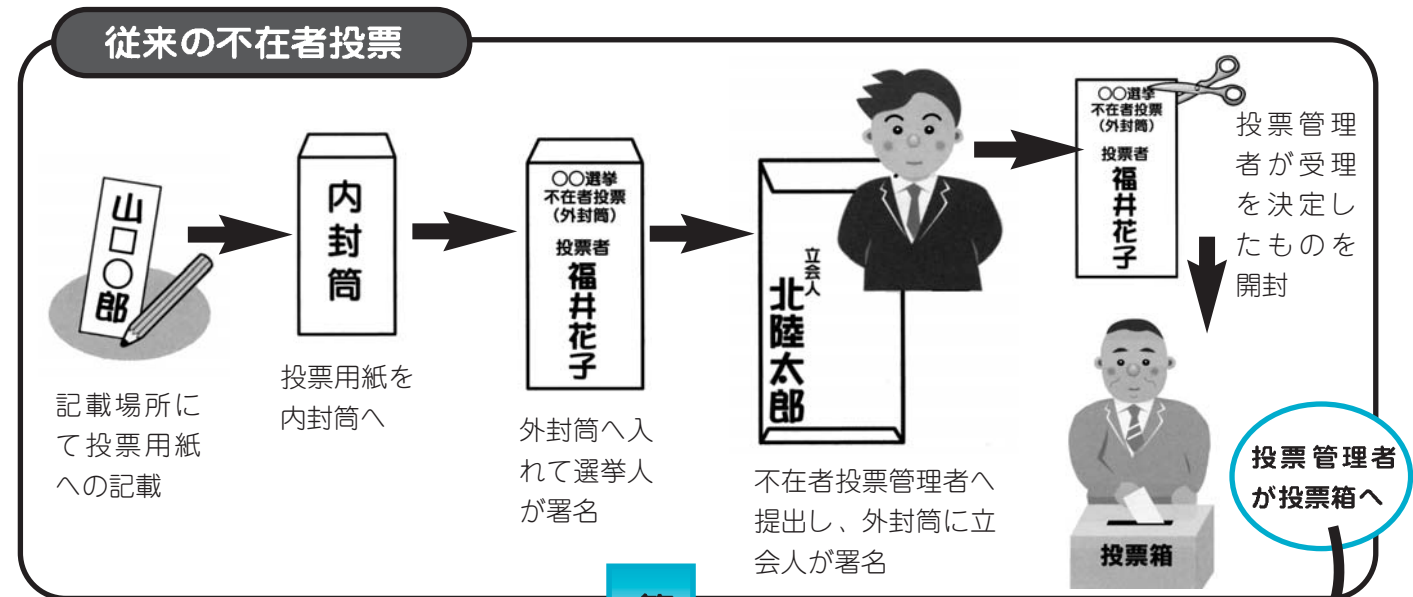 従来の不在者投票
山□○郎
記載場所に
て投票用紙
への記載
内封筒
投票用紙を
内封筒へ
○○選挙
不在者投票
（外封筒）
投票者
福井花子
外封筒へ入
れて選挙人
が署名
立会人
北陸太郎
不在者投票管理者へ
提出し、外封筒に立
会人が署名
○○選挙
不在者投票
（外封筒）
投票者
福井花子
投票管理
者が受理
を決定し
たものを
開封
投票箱
投票管理者
が投票箱へ